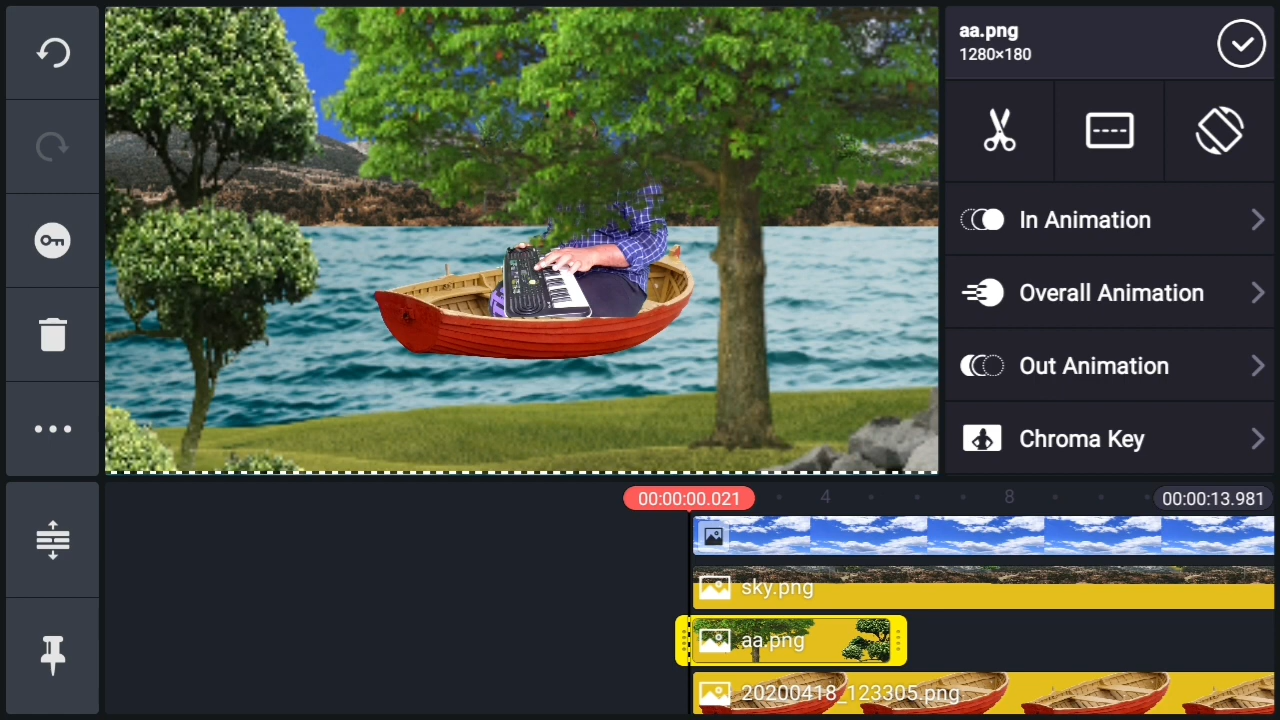 aa.png
1280×180
In Animation
Overall Animation
Out Animation
Chroma Key
00:00:00.021
4
8
00:00:13.981
sky.png
aa.png
20200418_123305.png